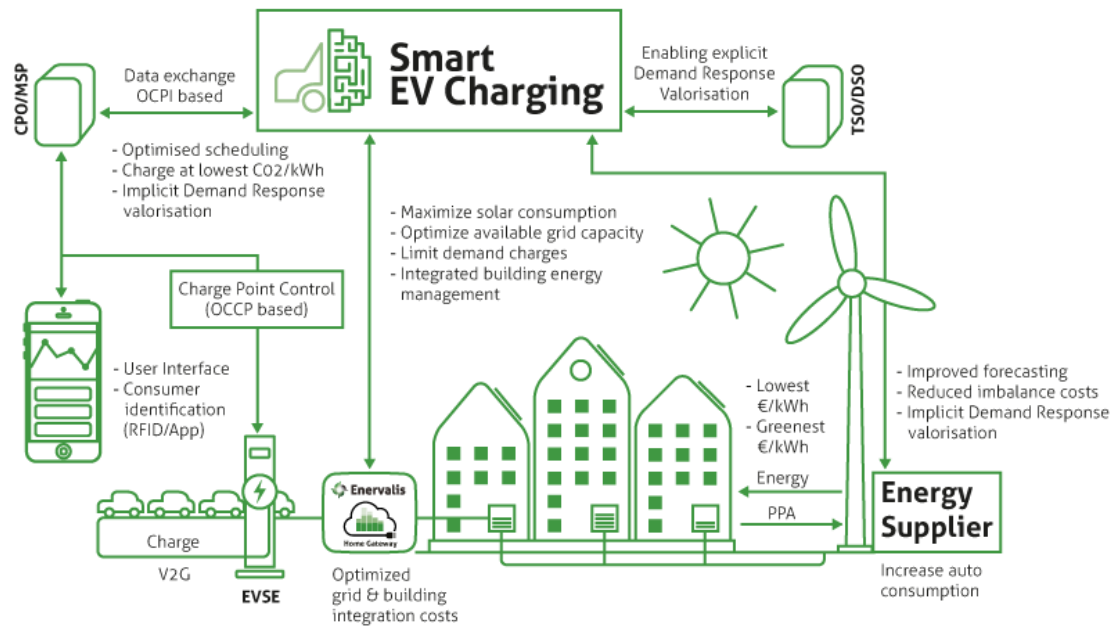 Smart
EV Charging
CPO/MSP
Data exchange
OCPI based
Enabling explicit
Demand Response
Valorisation
TSO/DSO
- Optimised scheduling
- Charge at lowest C02/kWh
- Implicit Demand Response
valorisation
- Maximize solar consumption
- Optimize available grid capacity
- Limit demand charges
- Integrated building energy
management
Charge Point Control
(OCCP based)
- User Interface
- Consumer
identification
(RFID/App)
- Lowest
€/kWh
- Greenest
€/kWh
- Improved forecasting
- Reduced imbalance costs
- Implicit Demand Response
valorisation
Energy
PPA
Energy
Supplier
Increase auto
consumption
Enervalis
Home Gateway
Optimized
grid & building
integration costs
Charge
V2G
EVSE